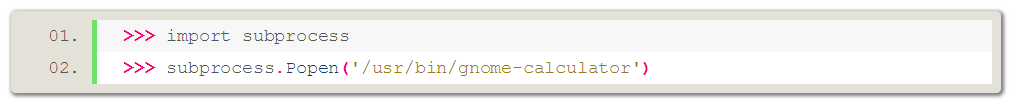 01. >>> import subprocess
02. >>> subprocess.Popen('/usr/bin/gnome-calculator')